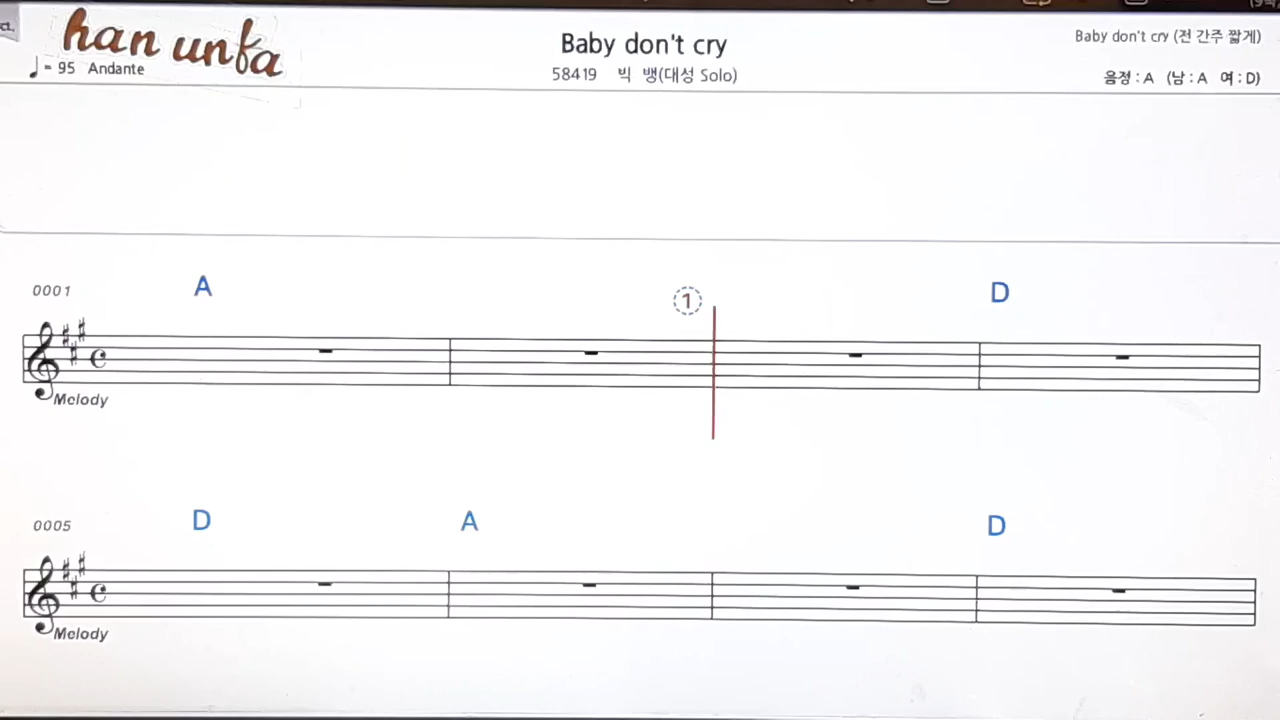 han unfa
Baby don't cry
Baby don't cry (전 간주 짧게)
♩= 95 Andante
58419 빅 뱅(대성 Solo)
음정 : A (남 : A 여 : D)
0001 A ① D
Melody
0005 D A D
Melody